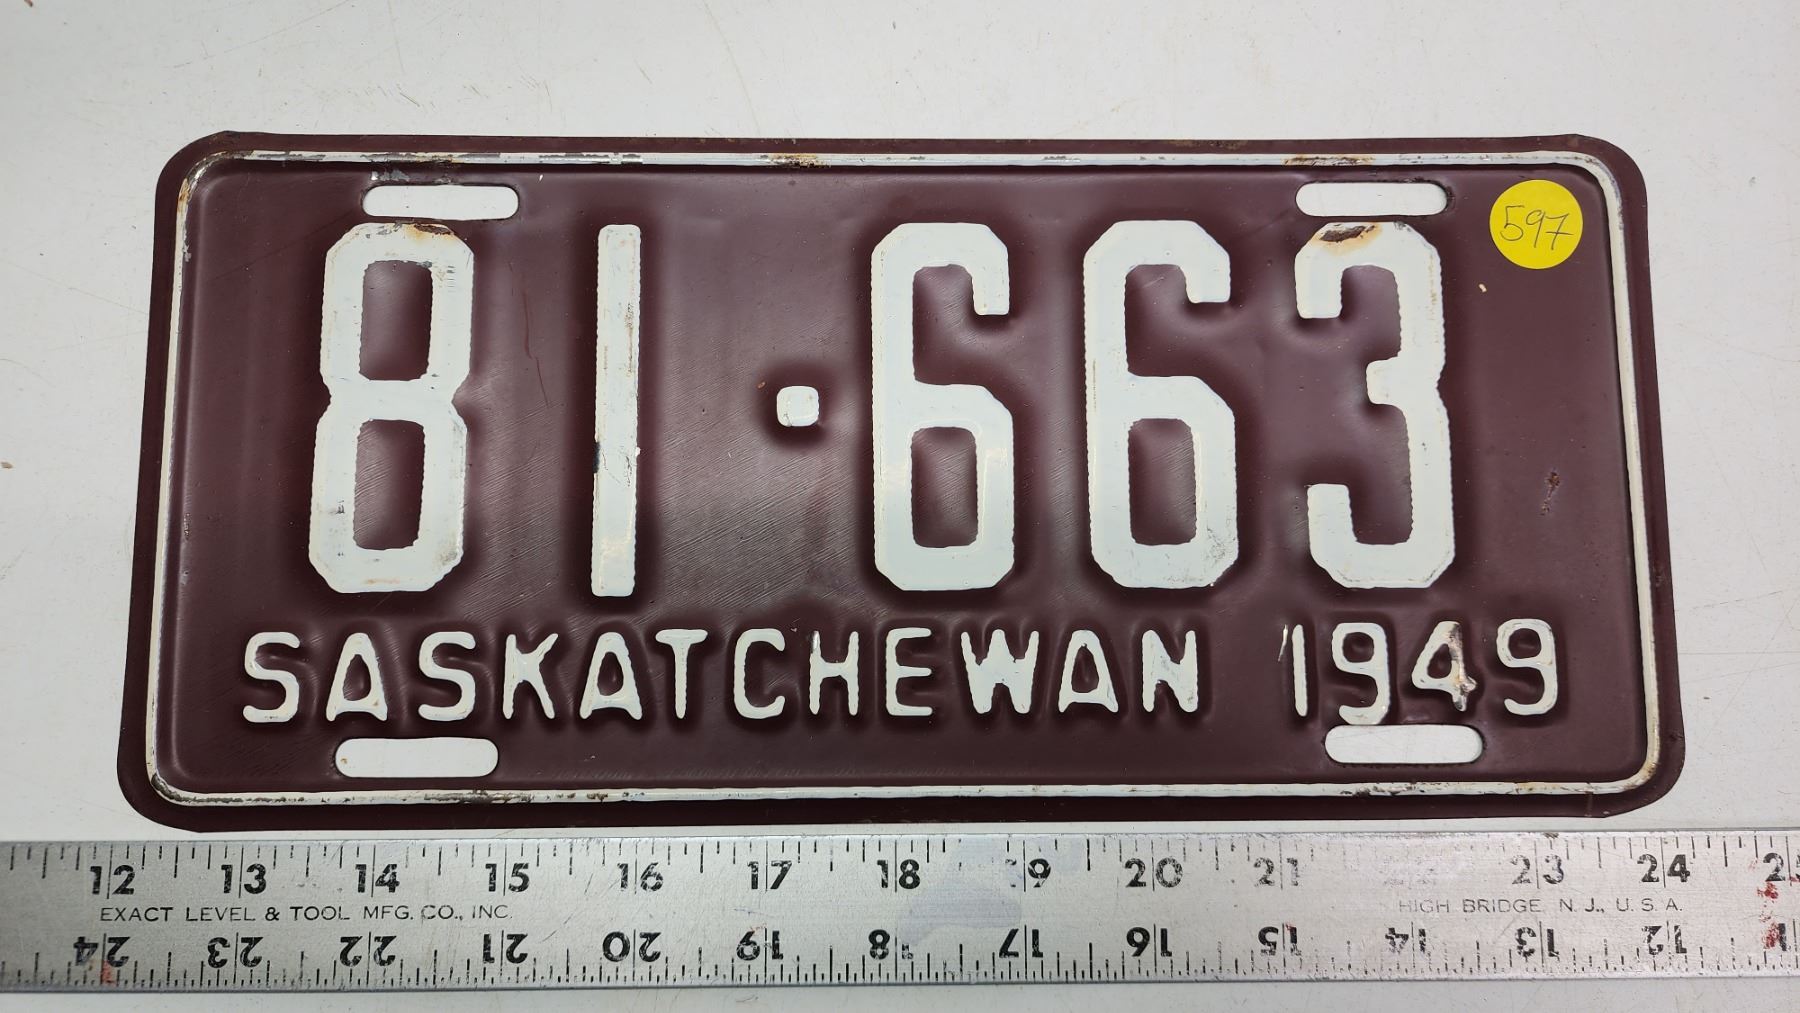 597
81·663
SASKATCHEWAN 1949
12 13 14 15 16 17 18 19 20 21 22 23 24 25
EXACT LEVEL & TOOL MFG. CO., INC. HIGH BRIDGE, N. J., U. S. A.
24 23 22 21 20 19 18 17 16 15 14 13 12